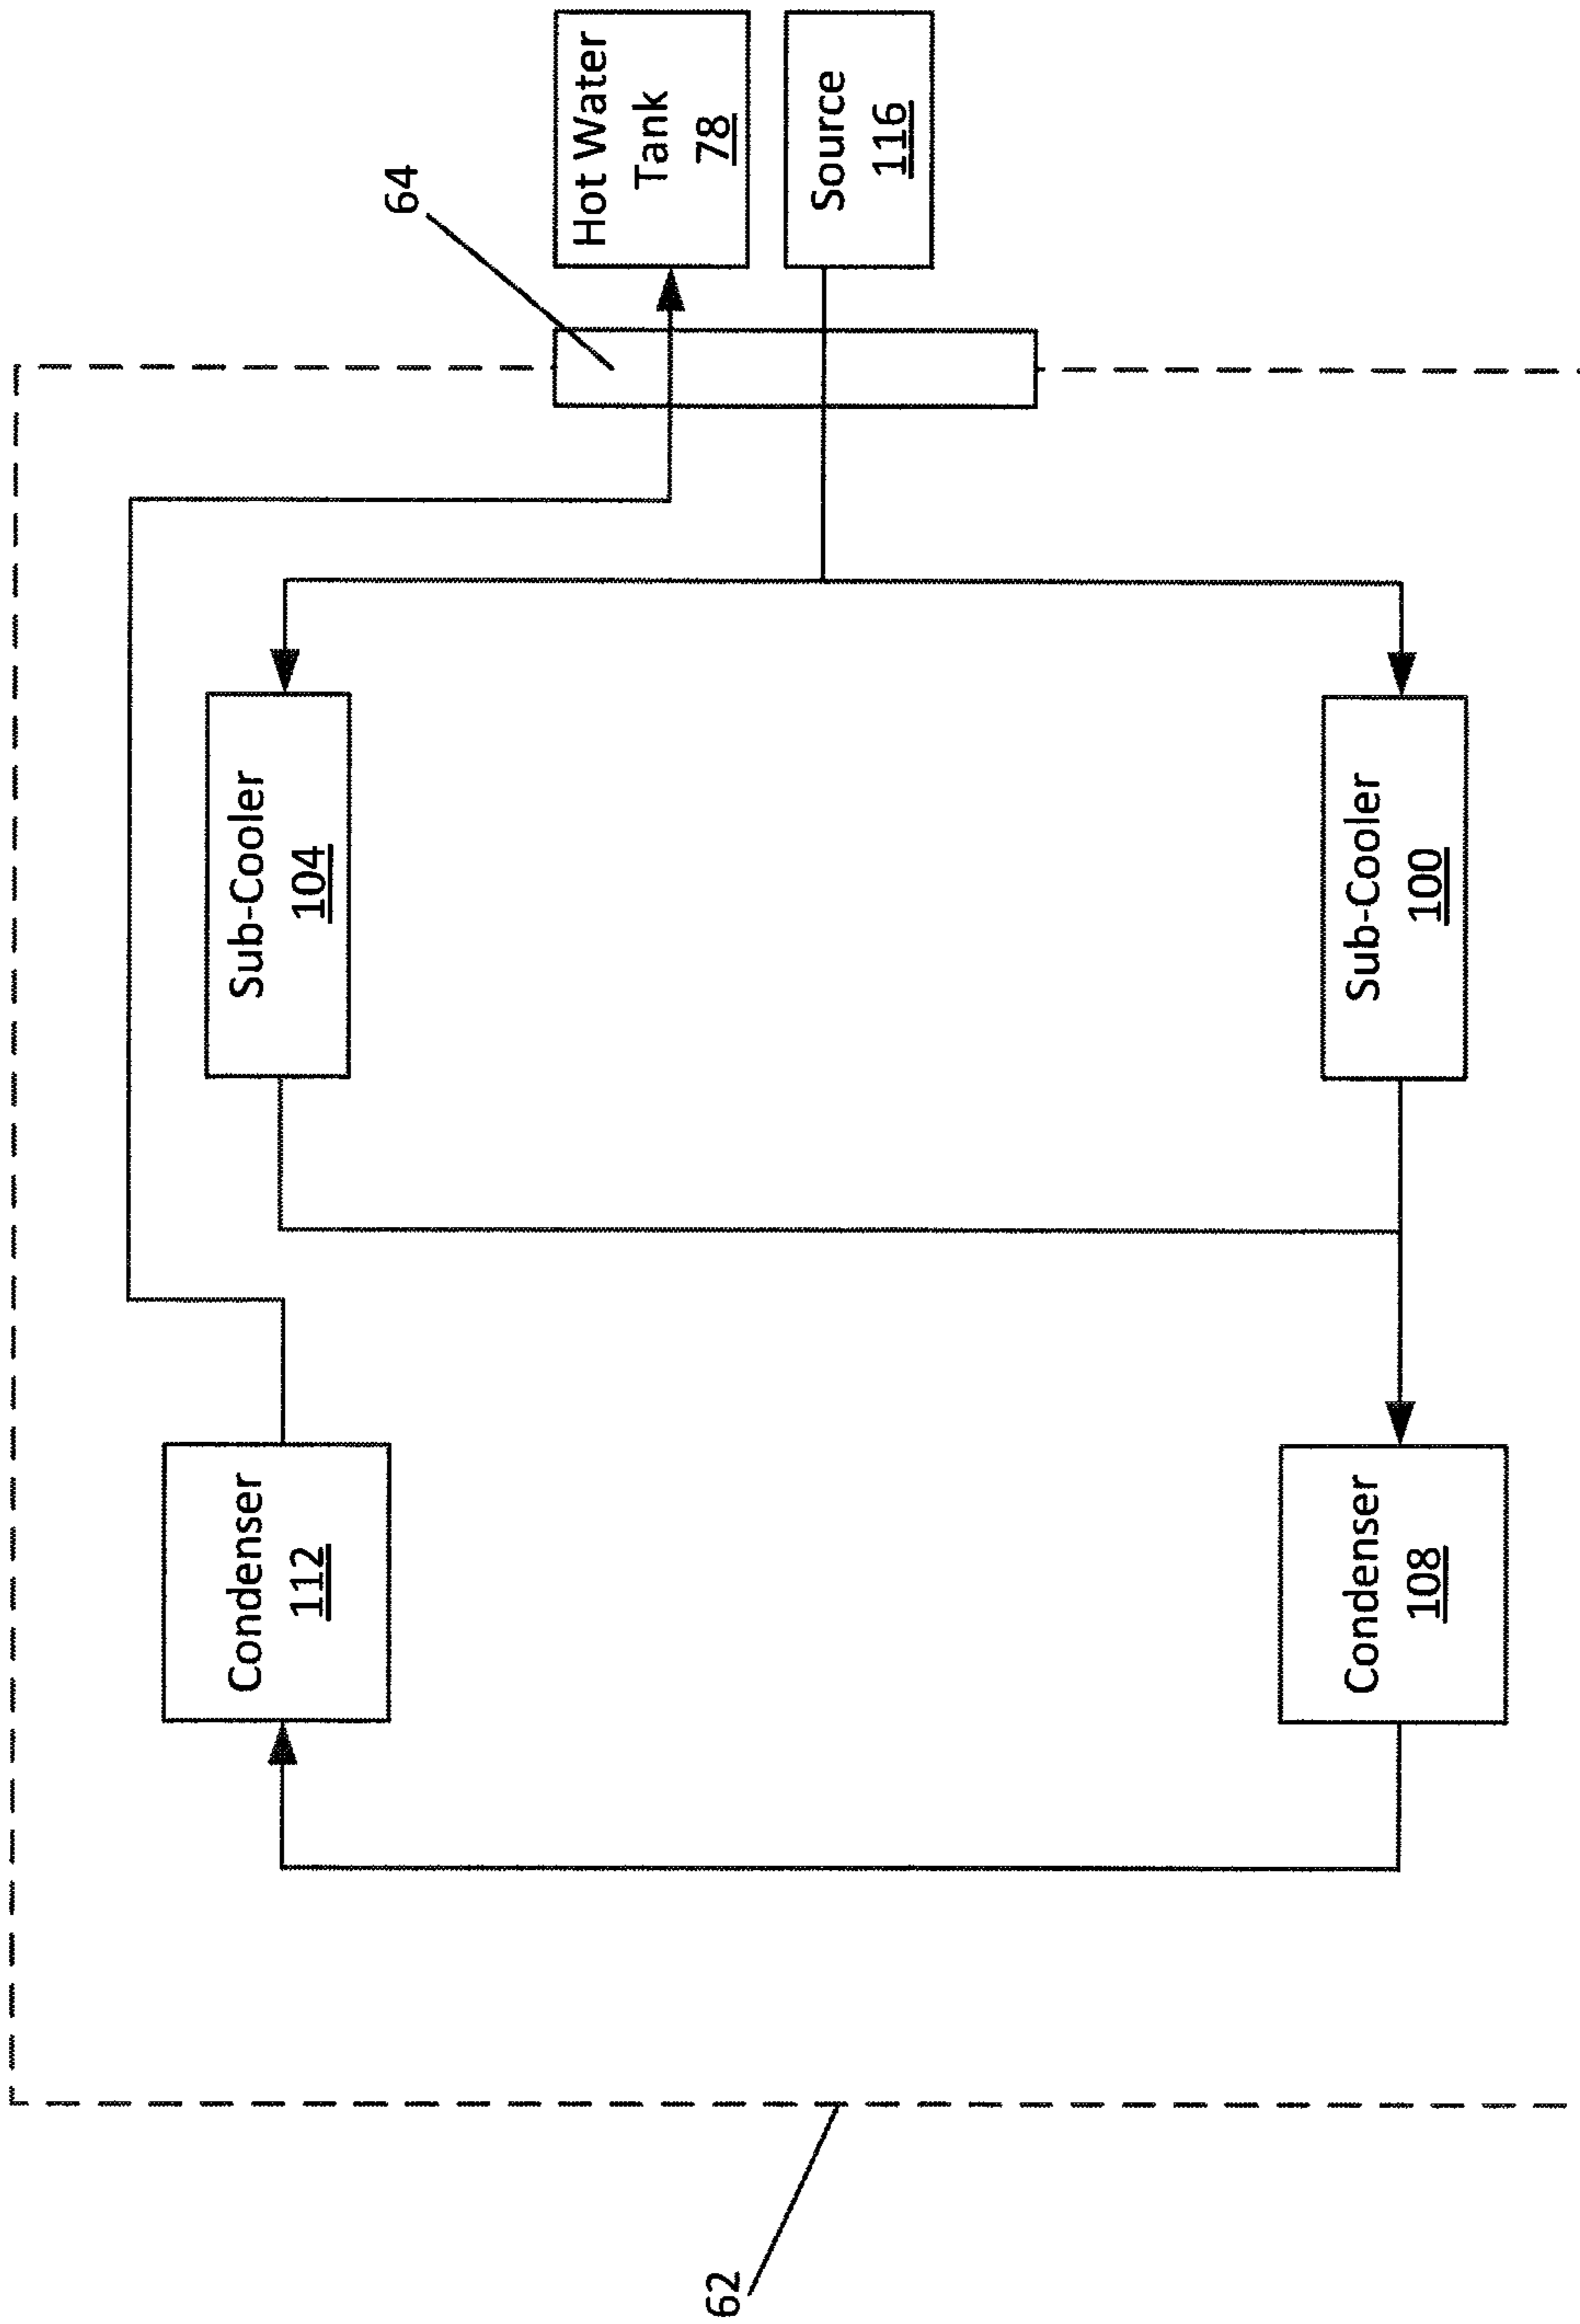 Condenser
112
Sub-Cooler
104
64
Hot Water
Tank
78
62
Source
116
Condenser
108
Sub-Cooler
100